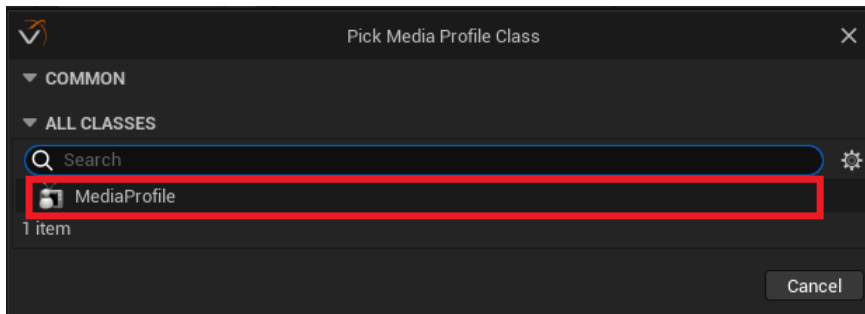 Pick Media Profile Class
COMMON
ALL CLASSES
Search
MediaProfile
1 item
Cancel